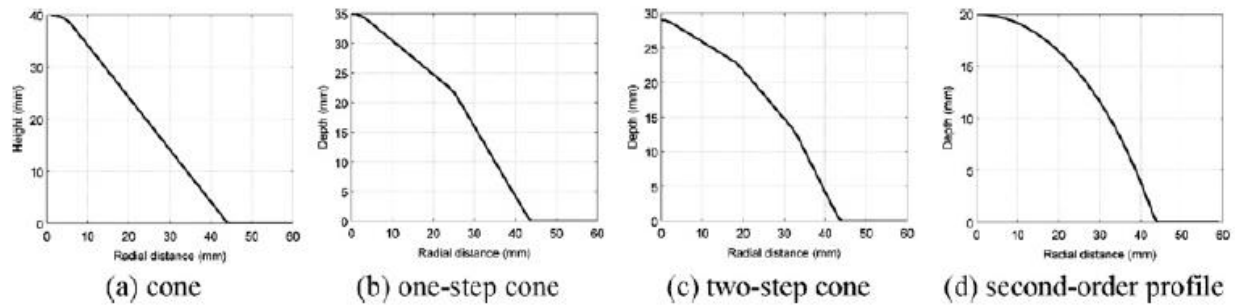 40
30
20
10
0
Height (mm)
0 10 20 30 40 50 60
Radial distance (mm)
(a) cone
35
30
25
20
15
10
5
0
Depth (mm)
0 10 20 30 40 50 60
Radial distance (mm)
(b) one-step cone
30
25
20
15
10
5
0
Depth (mm)
0 10 20 30 40 50 60
Radial distance (mm)
(c) two-step cone
20
15
10
5
0
Depth (mm)
0 10 20 30 40 50 60
Radial distance (mm)
(d) second-order profile